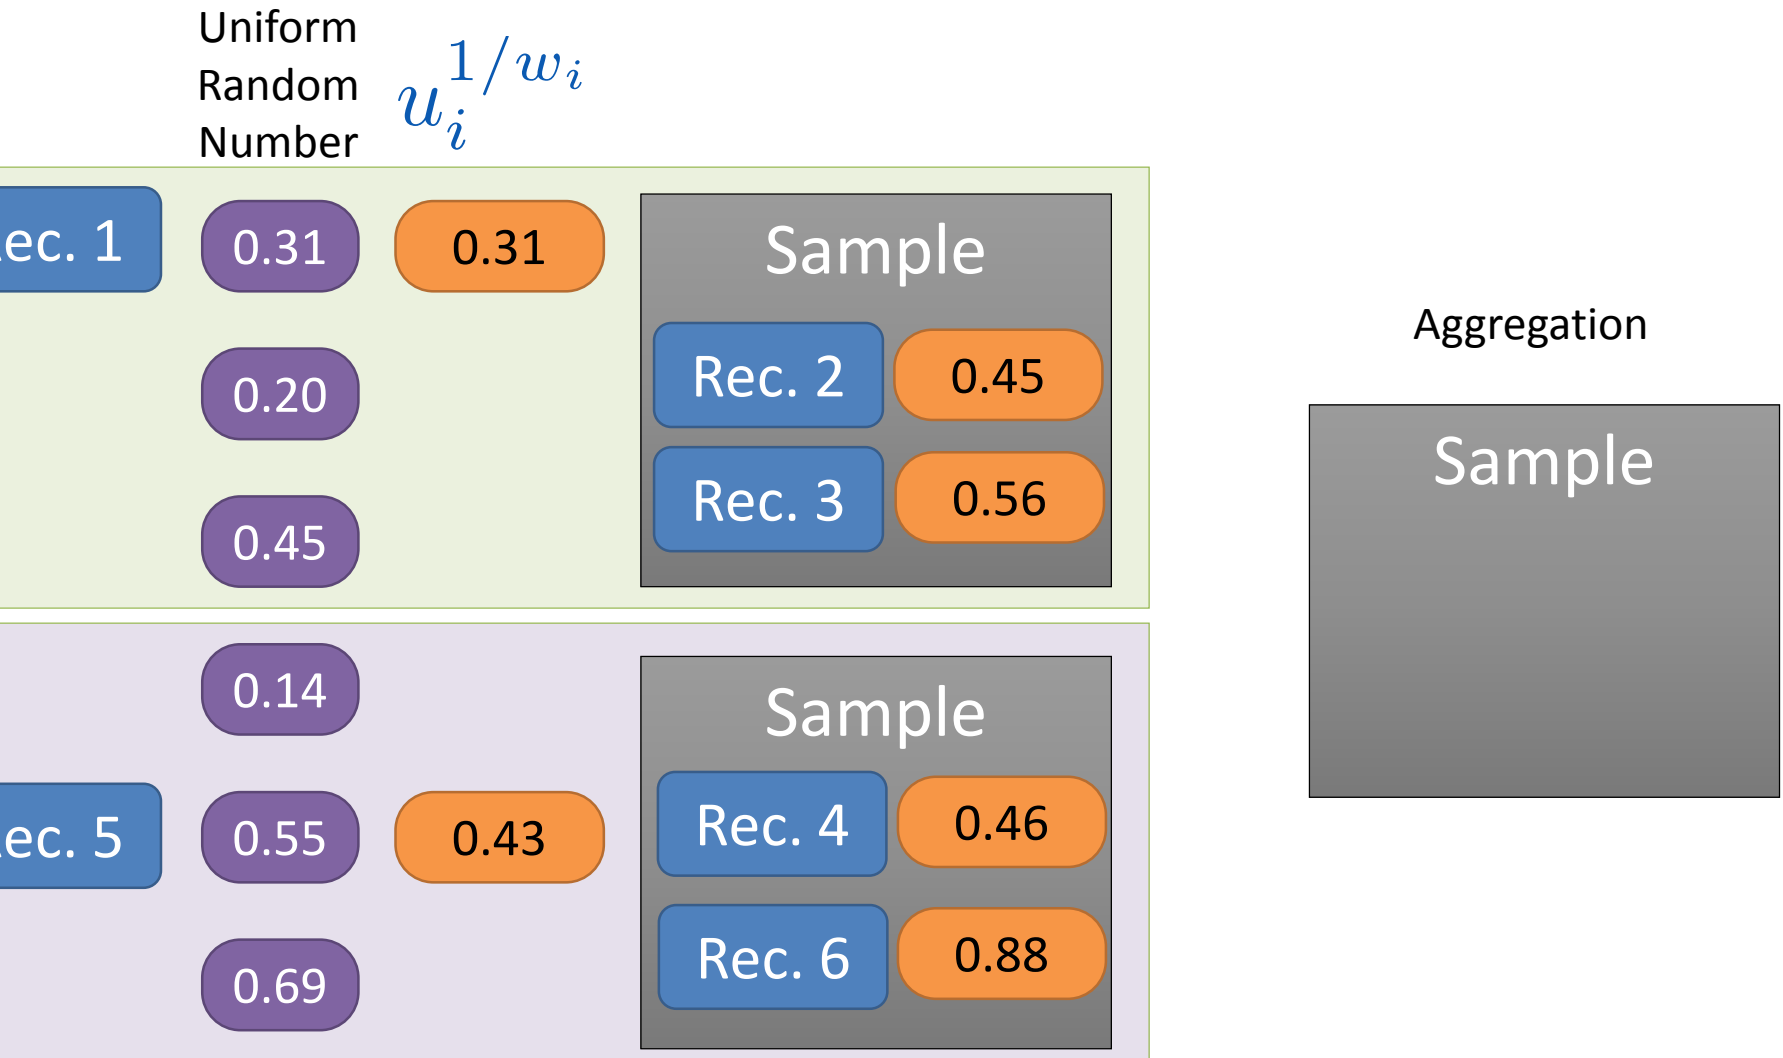 Uniform
Random
Number
u_i^{1/w_i}
ec. 1
0.31
0.31
Sample
Rec. 2
0.45
0.20
Rec. 3
0.56
0.45
Aggregation
Sample
0.14
Sample
Rec. 4
0.46
ec. 5
0.55
0.43
Rec. 6
0.88
0.69